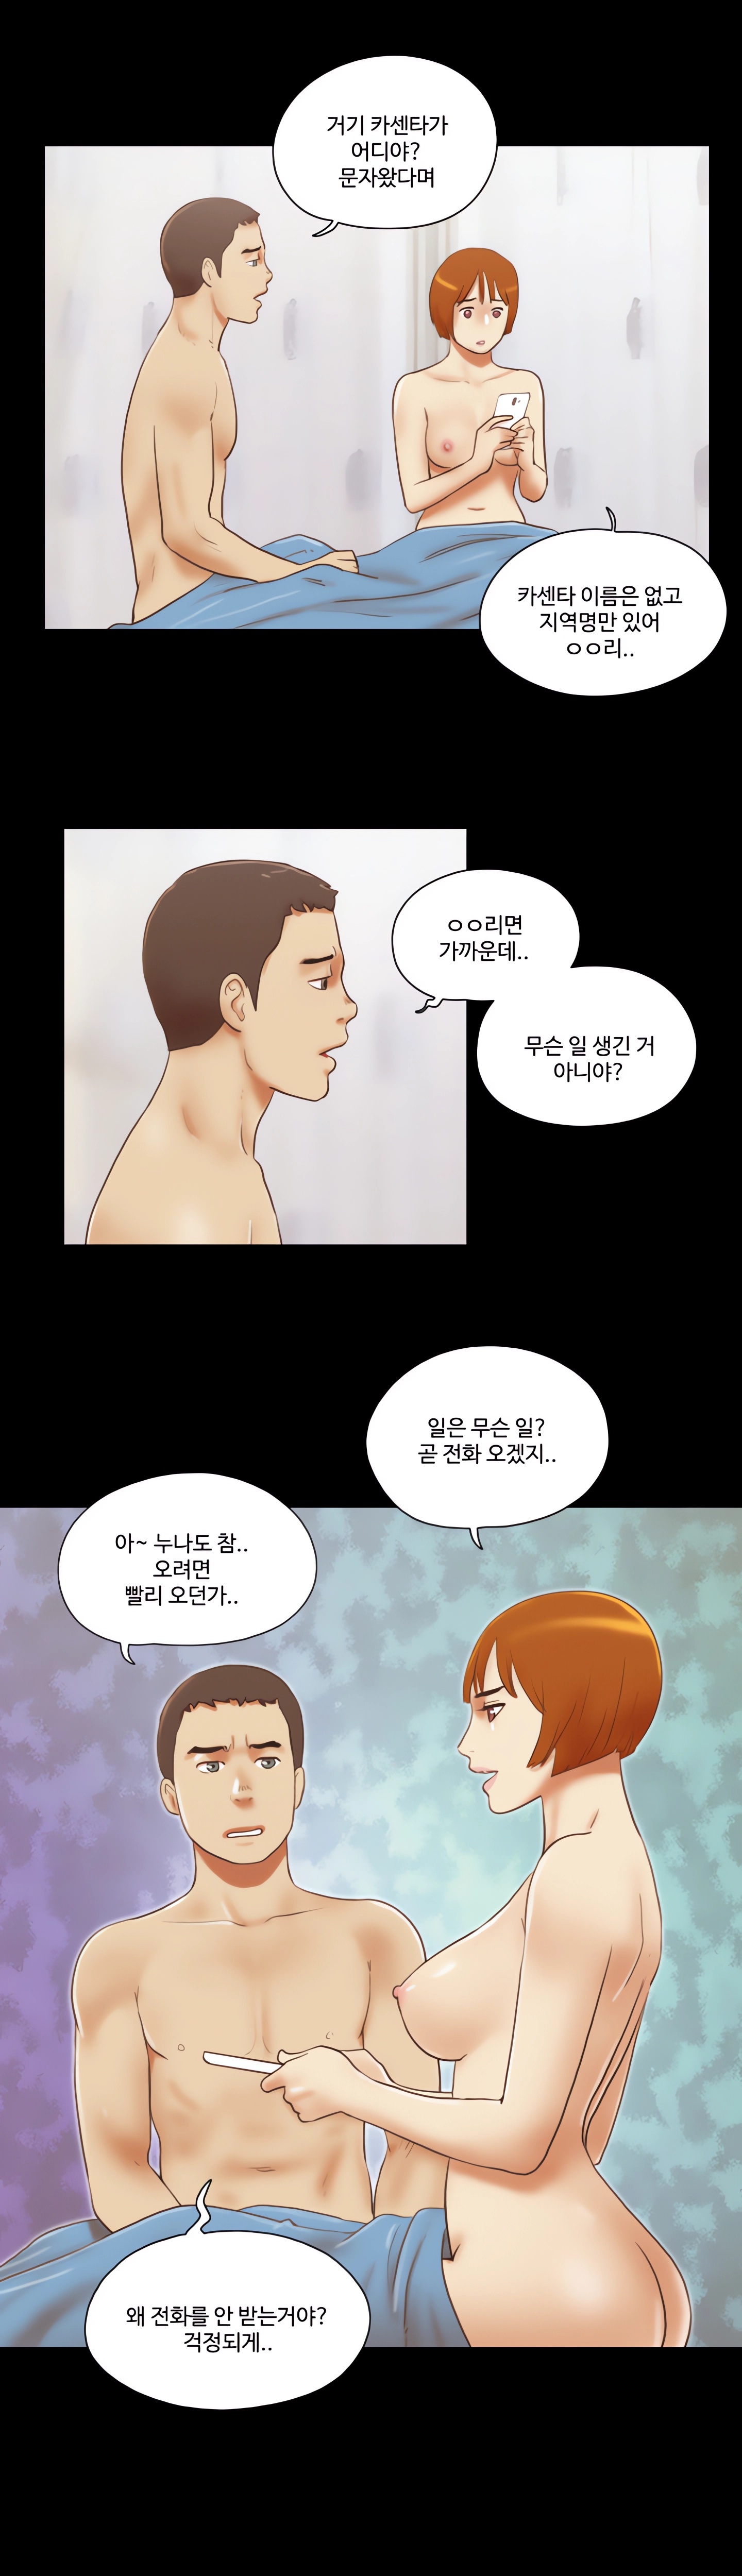 거기 카센타가
어디야?
문자왔다며
카센타 이름은 없고
지역명만 있어
ㅇㅇ리..
ㅇㅇ리면
가까운데..
무슨 일 생긴 거
아니야?
일은 무슨 일?
곧 전화 오겠지..
아~ 누나도 참..
오려면
빨리 오던가..
왜 전화를 안 받는거야?
걱정되게..